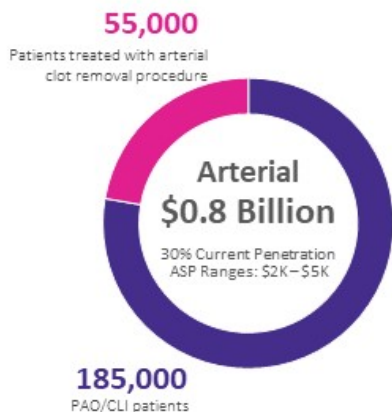 55,000
Patients treated with arterial
clot removal procedure
Arterial
$0.8 Billion
30% Current Penetration
ASP Ranges: $2K–$5K
185,000
PAO/CLI patients